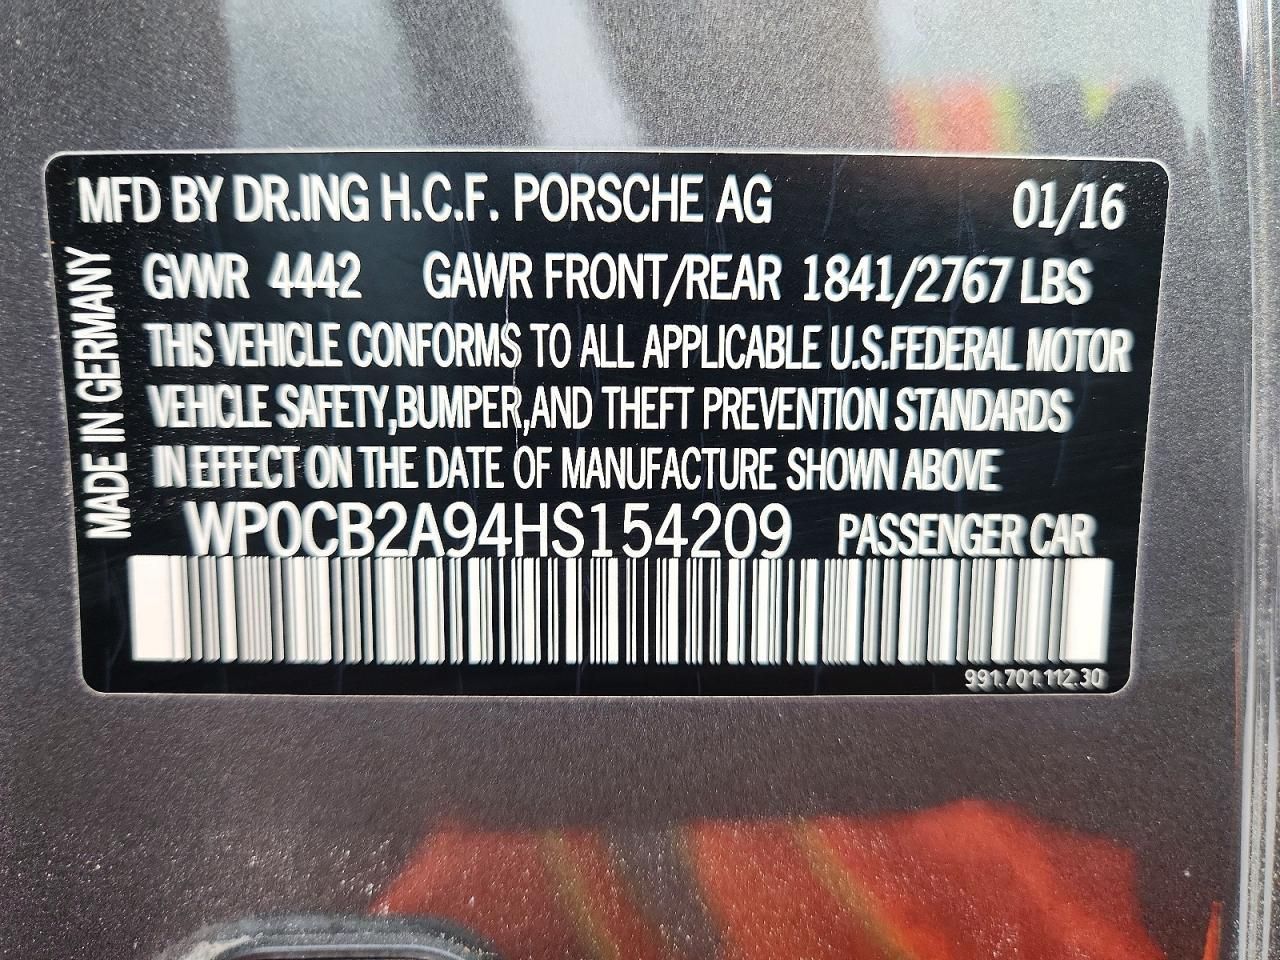 MFD BY DR.ING H.C.F. PORSCHE AG 01/16
GVWR 4442 GAWR FRONT/REAR 1841/2767 LBS
THIS VEHICLE CONFORMS TO ALL APPLICABLE U.S.FEDERAL MOTOR
VEHICLE SAFETY,BUMPER,AND THEFT PREVENTION STANDARDS
IN EFFECT ON THE DATE OF MANUFACTURE SHOWN ABOVE
WP0CB2A94HS154209 PASSENGER CAR
991.701.112.30
MADE IN GERMANY